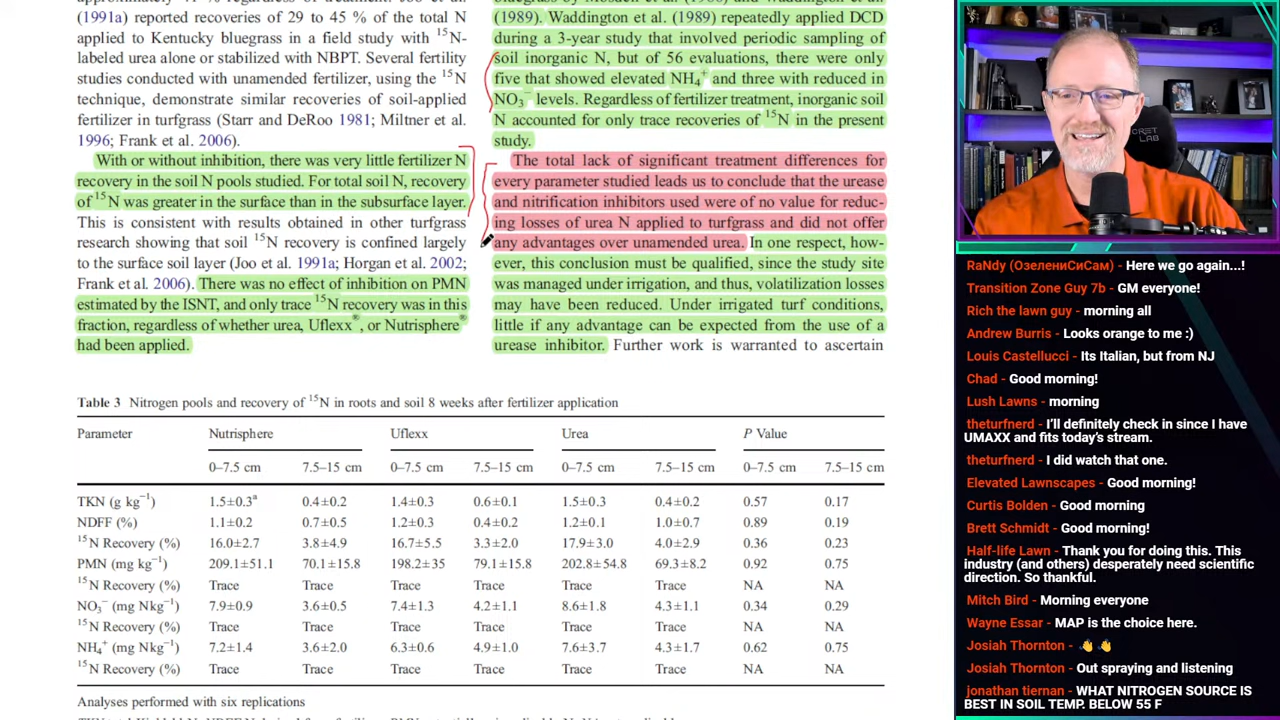 (1991a) reported recoveries of 29 to 45 % of the total N
applied to Kentucky bluegrass in a field study with 15N-
labeled urea alone or stabilized with NBPT. Several fertility
studies conducted with unamended fertilizer, using the 15N
technique, demonstrate similar recoveries of soil-applied
fertilizer in turfgrass (Starr and DeRoo 1981; Miltner et al.
1996; Frank et al. 2006).
With or without inhibition, there was very little fertilizer N
recovery in the soil N pools studied. For total soil N, recovery
of 15N was greater in the surface than in the subsurface layer.
This is consistent with results obtained in other turfgrass
research showing that soil 15N recovery is confined largely
to the surface soil layer (Joo et al. 1991a; Horgan et al. 2002;
Frank et al. 2006). There was no effect of inhibition on PMN
estimated by the ISNT, and only trace 15N recovery was in this
fraction, regardless of whether urea, Uflexx®, or Nutrisphere®
had been applied.
(1989). Waddington et al. (1989) repeatedly applied DCD
during a 3-year study that involved periodic sampling of
soil inorganic N, but of 56 evaluations, there were only
five that showed elevated NH4+ and three with reduced in
NO3− levels. Regardless of fertilizer treatment, inorganic soil
N accounted for only trace recoveries of 15N in the present
study.
The total lack of significant treatment differences for
every parameter studied leads us to conclude that the urease
and nitrification inhibitors used were of no value for reduc-
ing losses of urea N applied to turfgrass and did not offer
any advantages over unamended urea. In one respect, how-
ever, this conclusion must be qualified, since the study site
was managed under irrigation, and thus, volatilization losses
may have been reduced. Under irrigated turf conditions,
little if any advantage can be expected from the use of a
urease inhibitor. Further work is warranted to ascertain
Table 3 Nitrogen pools and recovery of 15N in roots and soil 8 weeks after fertilizer application
Parameter Nutrisphere Uflexx Urea P Value
0–7.5 cm 7.5–15 cm 0–7.5 cm 7.5–15 cm 0–7.5 cm 7.5–15 cm 0–7.5 cm 7.5–15 cm
TKN (g kg−1) 1.5±0.3a 0.4±0.2 1.4±0.3 0.6±0.1 1.5±0.3 0.4±0.2 0.57 0.17
NDFF (%) 1.1±0.2 0.7±0.5 1.2±0.3 0.4±0.2 1.2±0.1 1.0±0.7 0.89 0.19
15N Recovery (%) 16.0±2.7 3.8±4.9 16.7±5.5 3.3±2.0 17.9±3.0 4.0±2.9 0.36 0.23
PMN (mg kg−1) 209.1±51.1 70.1±15.8 198.2±35 79.1±15.8 202.8±54.8 69.3±8.2 0.92 0.75
15N Recovery (%) Trace Trace Trace Trace Trace Trace NA NA
NO3− (mg Nkg−1) 7.9±0.9 3.6±0.5 7.4±1.3 4.2±1.1 8.6±1.8 4.3±1.1 0.34 0.29
15N Recovery (%) Trace Trace Trace Trace Trace Trace NA NA
NH4+ (mg Nkg−1) 7.2±1.4 3.6±2.0 6.3±0.6 4.9±1.0 7.6±3.7 4.3±1.7 0.62 0.75
15N Recovery (%) Trace Trace Trace Trace Trace Trace NA NA
Analyses performed with six replications
RaNdy (ОзелениСиСам) - Here we go again...!
Transition Zone Guy 7b - GM everyone!
Rich the lawn guy - morning all
Andrew Burris - Looks orange to me :)
Louis Castellucci - Its Italian, but from NJ
Chad - Good morning!
Lush Lawns - morning
theturfnerd - I'll definitely check in since I have
UMAXX and fits today's stream.
theturfnerd - I did watch that one.
Elevated Lawnscapes - Good morning!
Curtis Bolden - Good morning
Brett Schmidt - Good morning!
Half-life Lawn - Thank you for doing this. This
industry (and others) desperately need scientific
direction. So thankful.
Mitch Bird - Morning everyone
Wayne Essar - MAP is the choice here.
Josiah Thornton - 👋 👋
Josiah Thornton - Out spraying and listening
jonathan tiernan - WHAT NITROGEN SOURCE IS
BEST IN SOIL TEMP. BELOW 55 F